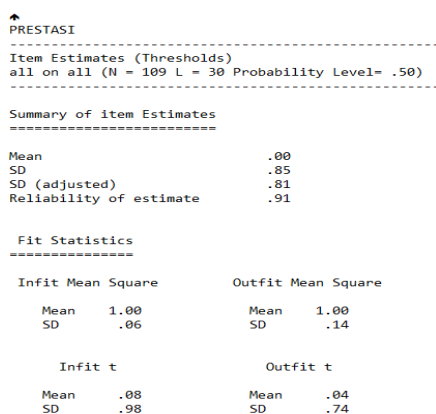 PRESTASI
--------------------------------------------------------
Item Estimates (Thresholds)
all on all (N = 109 L = 30 Probability Level= .50)
--------------------------------------------------------
Summary of item Estimates
=========================
Mean .00
SD .85
SD (adjusted) .81
Reliability of estimate .91
Fit Statistics
===============
Infit Mean Square Outfit Mean Square
Mean 1.00 Mean 1.00
SD .06 SD .14
Infit t Outfit t
Mean .08 Mean .04
SD .98 SD .74